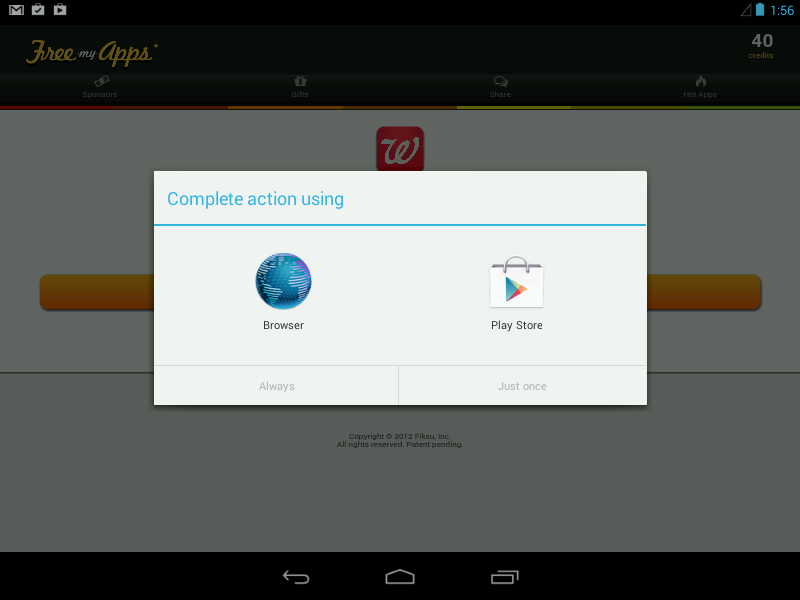 1:56
Free my Apps
40
credits
Sponsors
Gifts
Share
Hot Apps
W
Complete action using
Browser
Play Store
Always
Just once
Copyright © 2012 Fiksu, Inc.
All rights reserved. Patent pending.